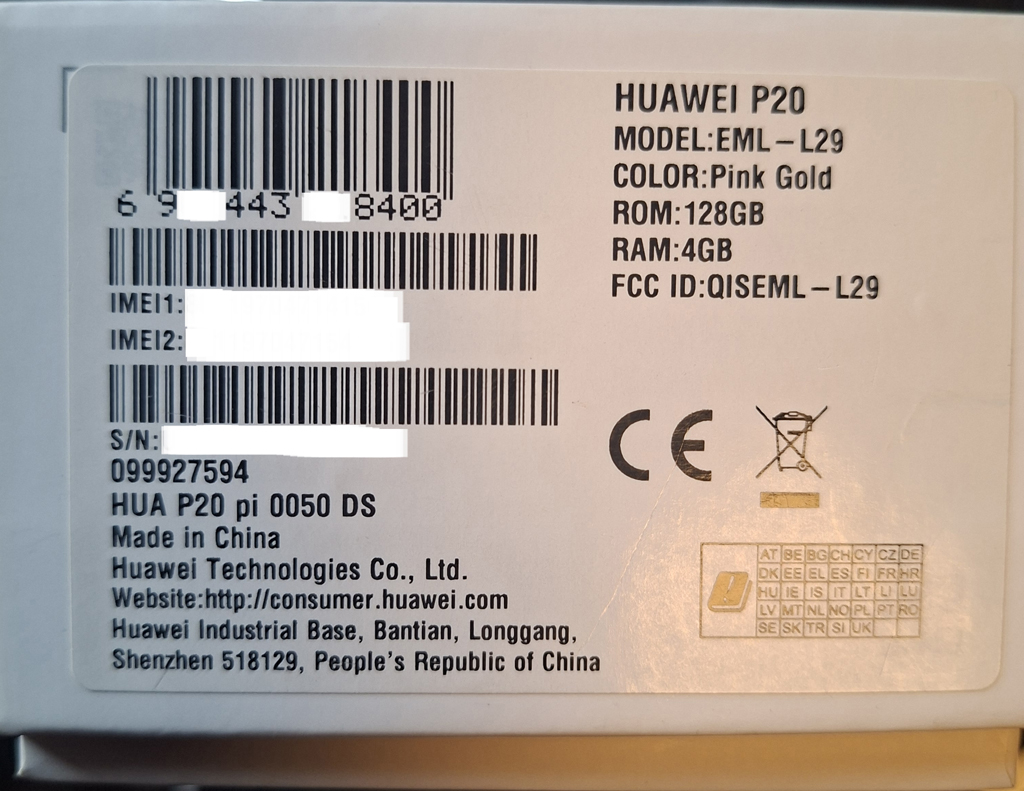 6 9 443 8400
IMEI1:
IMEI2:
S/N:
099927594
HUA P20 pi 0050 DS
Made in China
Huawei Technologies Co., Ltd.
Website:http://consumer.huawei.com
Huawei Industrial Base, Bantian, Longgang,
Shenzhen 518129, People's Republic of China
HUAWEI P20
MODEL:EML-L29
COLOR:Pink Gold
ROM:128GB
RAM:4GB
FCC ID:QISEML-L29
CE
AT BE BG CH CY CZ DE
DK EE EL ES FI FR HR
HU IE IS IT LT LI LU
LV MT NL NO PL PT RO
SE SK TR SI UK